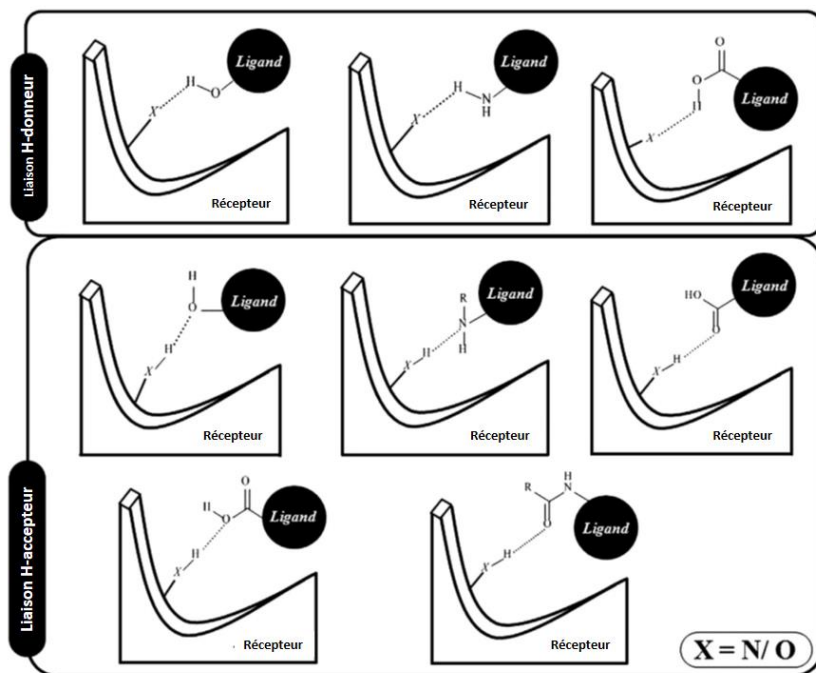 Liaison H-donneur
H
O
Ligand
X
Récepteur
H
N
H
Ligand
X
Récepteur
O
O
H
Ligand
X
Récepteur
Liaison H-accepteur
H
O
Ligand
H
X
Récepteur
R
N
H
Ligand
X
H
Récepteur
HO
O
Ligand
X
H
Récepteur
O
H
O
Ligand
H
X
Récepteur
H
R
N
O
Ligand
H
X
Récepteur
X = N/ O